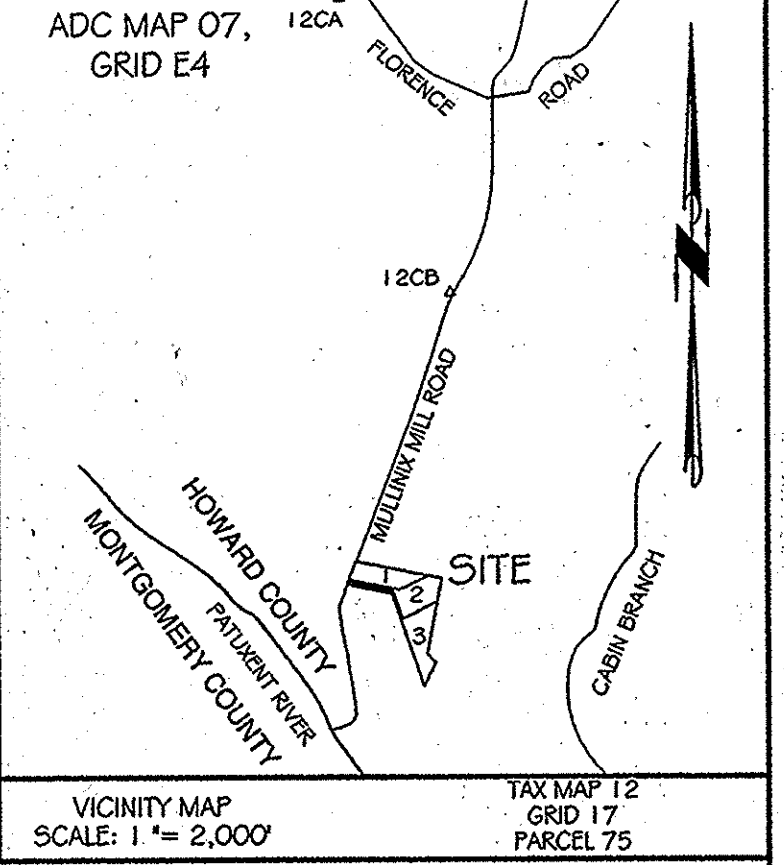 ADC MAP 07,
GRID E4
12CA
FLORENCE
ROAD
12CB
MULLINIX MILL ROAD
HOWARD COUNTY
MONTGOMERY COUNTY
PATUXENT RIVER
1
2
3
SITE
CABIN BRANCH
VICINITY MAP
SCALE: 1 "= 2,000'
TAX MAP 12
GRID 17
PARCEL 75